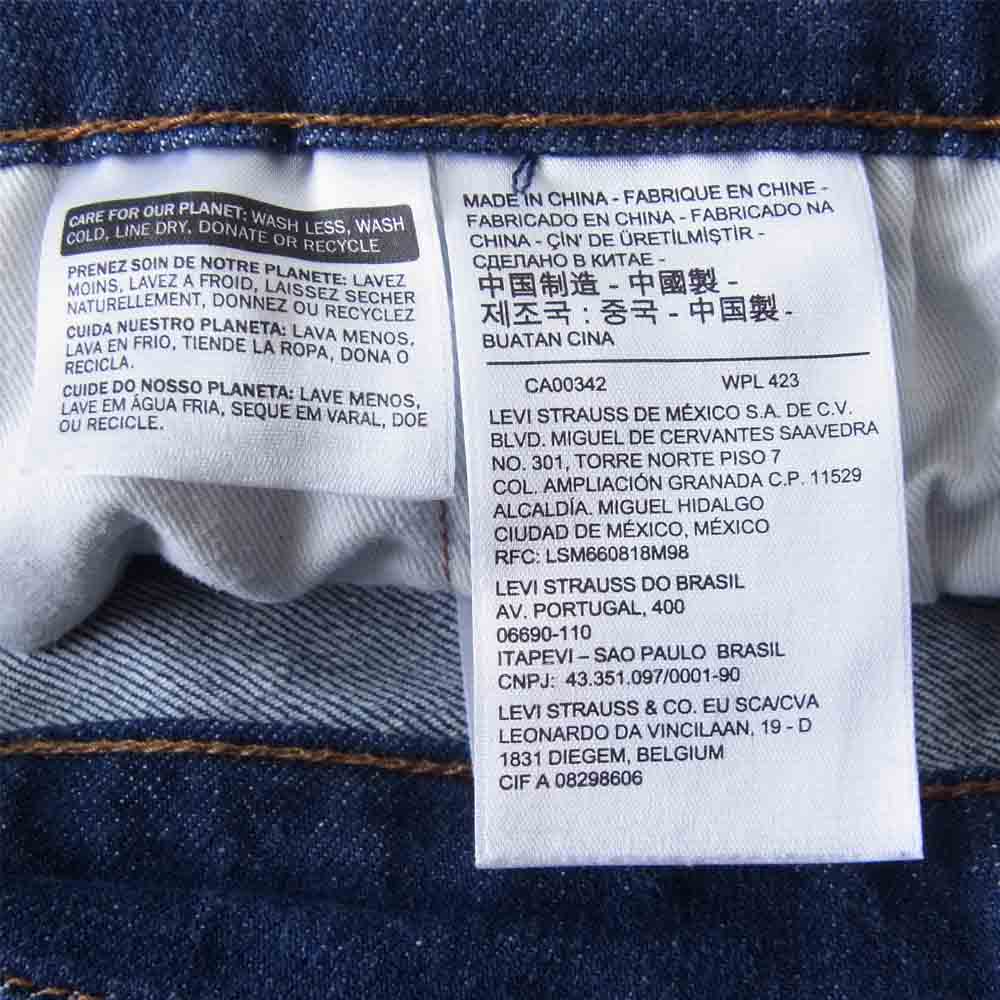 CARE FOR OUR PLANET: WASH LESS, WASH
COLD, LINE DRY, DONATE OR RECYCLE
PRENEZ SOIN DE NOTRE PLANETE: LAVEZ
MOINS, LAVEZ A FROID, LAISSEZ SECHER
NATURELLEMENT, DONNEZ OU RECYCLEZ
CUIDA NUESTRO PLANETA: LAVA MENOS,
LAVA EN FRIO, TIENDE LA ROPA, DONA O
RECICLA.
CUIDE DO NOSSO PLANETA: LAVE MENOS,
LAVE EM ÁGUA FRIA, SEQUE EM VARAL, DOE
OU RECICLE.
MADE IN CHINA - FABRIQUE EN CHINE -
FABRICADO EN CHINA - FABRICADO NA
CHINA - ÇİN' DE ÜRETİLMİŞTİR -
СДЕЛАНО В КИТАЕ -
中国制造 - 中國製 -
제조국 : 중국 - 中国製 -
BUATAN CINA
CA00342 WPL 423
LEVI STRAUSS DE MÉXICO S.A. DE C.V.
BLVD. MIGUEL DE CERVANTES SAAVEDRA
NO. 301, TORRE NORTE PISO 7
COL. AMPLIACIÓN GRANADA C.P. 11529
ALCALDÍA. MIGUEL HIDALGO
CIUDAD DE MÉXICO, MÉXICO
RFC: LSM660818M98
LEVI STRAUSS DO BRASIL
AV. PORTUGAL, 400
06690-110
ITAPEVI – SAO PAULO BRASIL
CNPJ: 43.351.097/0001-90
LEVI STRAUSS & CO. EU SCA/CVA
LEONARDO DA VINCILAAN, 19 - D
1831 DIEGEM, BELGIUM
CIF A 08298606